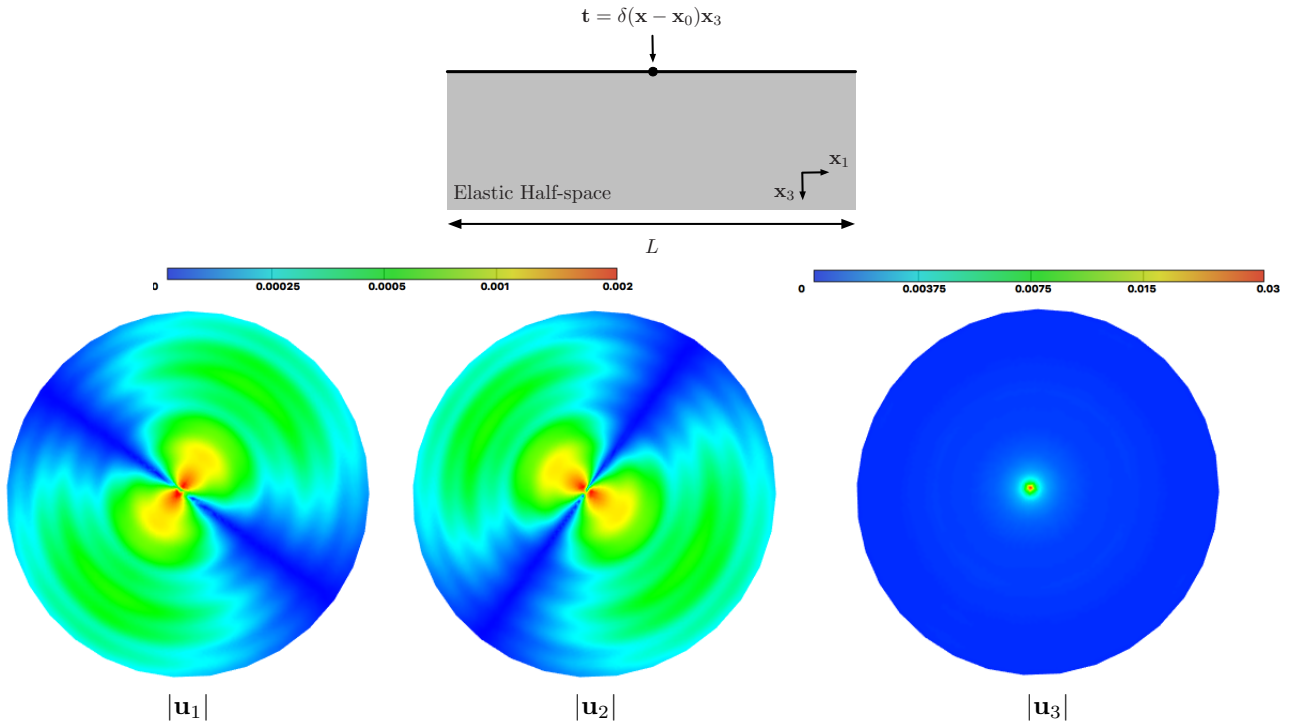 𝐭 = δ(𝐱 − 𝐱₀)𝐱₃
𝐱₁
Elastic Half-space
𝐱₃
L
0 0.00025 0.0005 0.001 0.002
0 0.00375 0.0075 0.015 0.03
|𝐮₁| |𝐮₂| |𝐮₃|